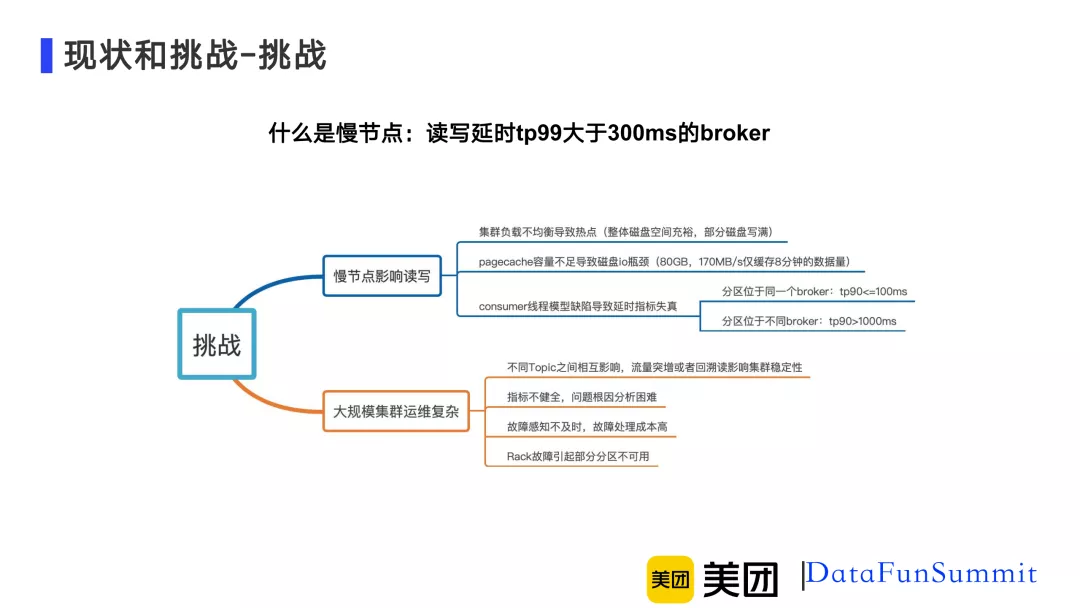 现状和挑战-挑战
什么是慢节点：读写延时tp99大于300ms的broker
挑战
慢节点影响读写
集群负载不均衡导致热点（整体磁盘空间充裕，部分磁盘写满）
pagecache容量不足导致磁盘io瓶颈（80GB，170MB/s仅缓存8分钟的数据量）
consumer线程模型缺陷导致延时指标失真
分区位于同一个broker：tp90<=100ms
分区位于不同broker：tp90>1000ms
大规模集群运维复杂
不同Topic之间相互影响，流量突增或者回溯读影响集群稳定性
指标不健全，问题根因分析困难
故障感知不及时，故障处理成本高
Rack故障引起部分分区不可用
美团 美团 DataFunSummit